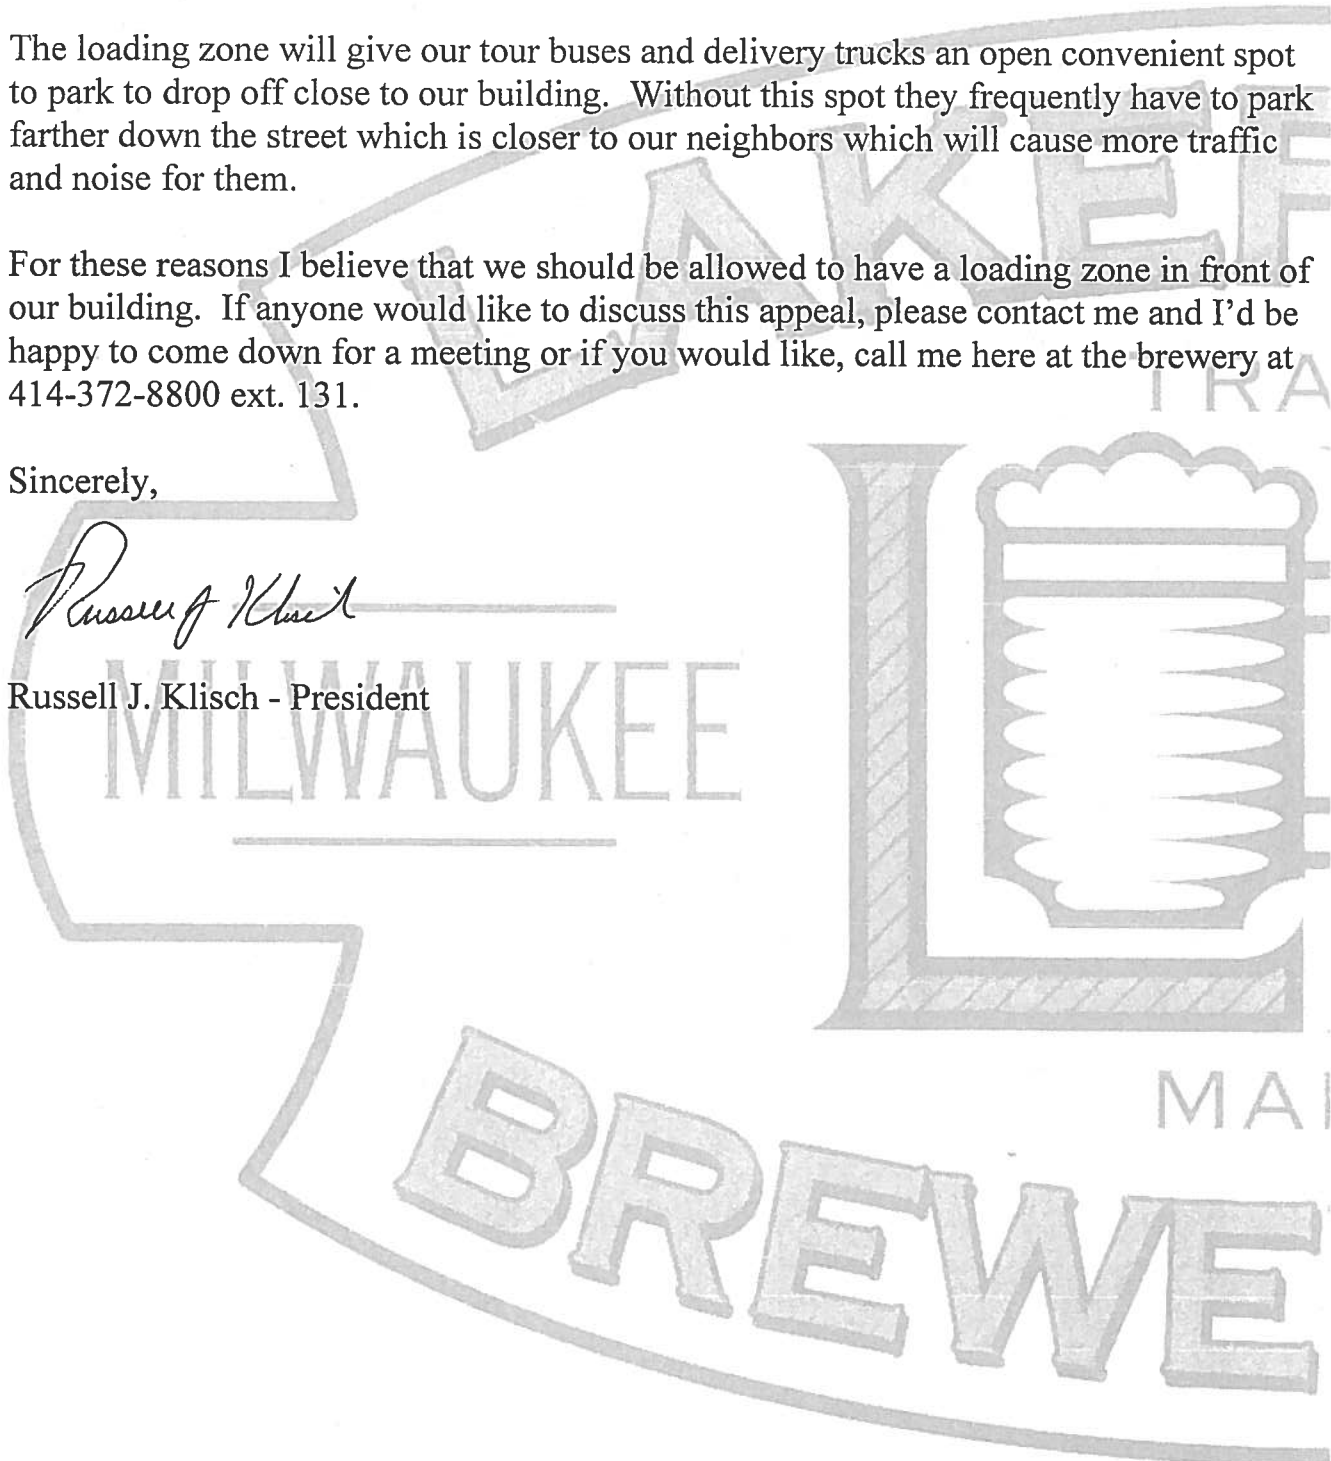 The loading zone will give our tour buses and delivery trucks an open convenient spot
to park to drop off close to our building.  Without this spot they frequently have to park
farther down the street which is closer to our neighbors which will cause more traffic
and noise for them.
For these reasons I believe that we should be allowed to have a loading zone in front of
our building.  If anyone would like to discuss this appeal, please contact me and I'd be
happy to come down for a meeting or if you would like, call me here at the brewery at
414-372-8800 ext. 131.
Sincerely,
Russell J Klisch
Russell J. Klisch - President
LAKEF
TRA
MILWAUKEE
L
MAI
BREWE